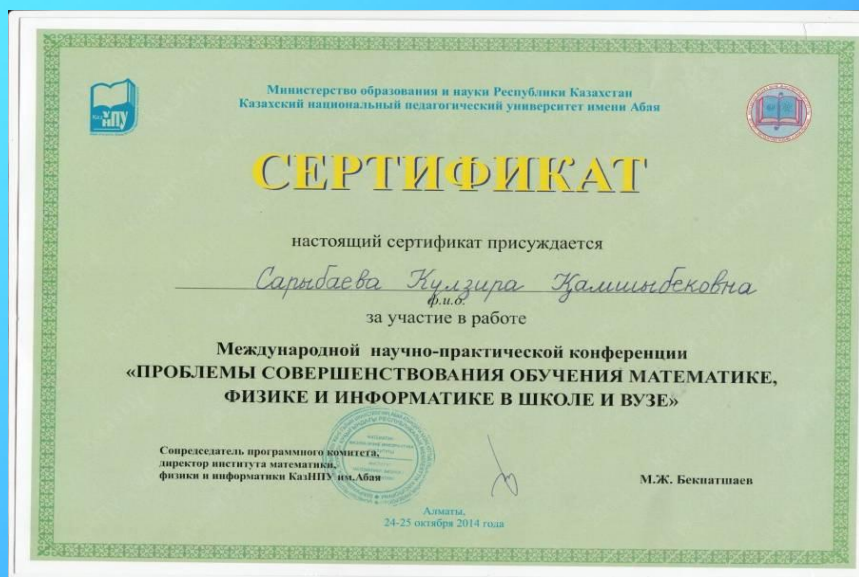 Министерство образования и науки Республики Казахстан
Казахский национальный педагогический университет имени Абая
НПУ
СЕРТИФИКАТ
настоящий сертификат присуждается
Сарыбаева Кулзира Қамшыбековна
ф.и.о.
за участие в работе
Международной научно-практической конференции
«ПРОБЛЕМЫ СОВЕРШЕНСТВОВАНИЯ ОБУЧЕНИЯ МАТЕМАТИКЕ,
ФИЗИКЕ И ИНФОРМАТИКЕ В ШКОЛЕ И ВУЗЕ»
Сопредседатель программного комитета,
директор института математики,
физики и информатики КазНПУ им.Абая
М.Ж. Бекпатшаев
Алматы,
24-25 октября 2014 года